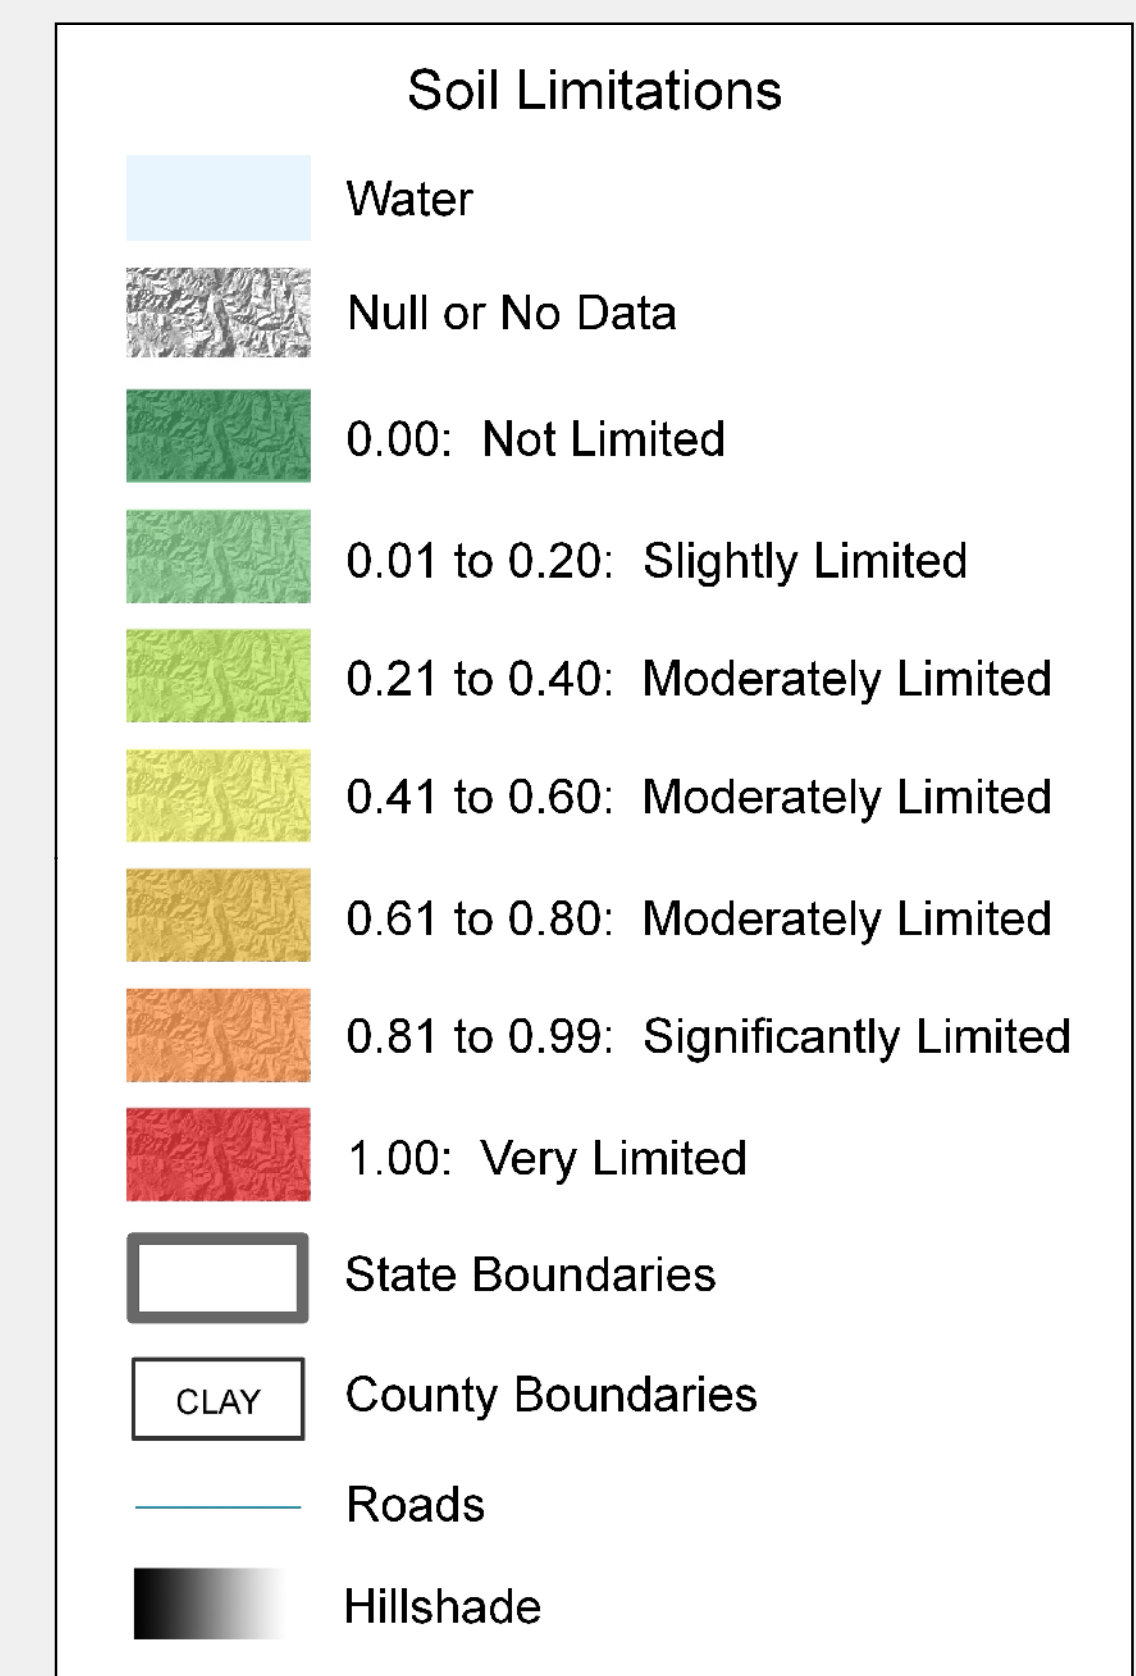 Soil Limitations
Water
Null or No Data
0.00: Not Limited
0.01 to 0.20: Slightly Limited
0.21 to 0.40: Moderately Limited
0.41 to 0.60: Moderately Limited
0.61 to 0.80: Moderately Limited
0.81 to 0.99: Significantly Limited
1.00: Very Limited
State Boundaries
CLAY County Boundaries
Roads
Hillshade